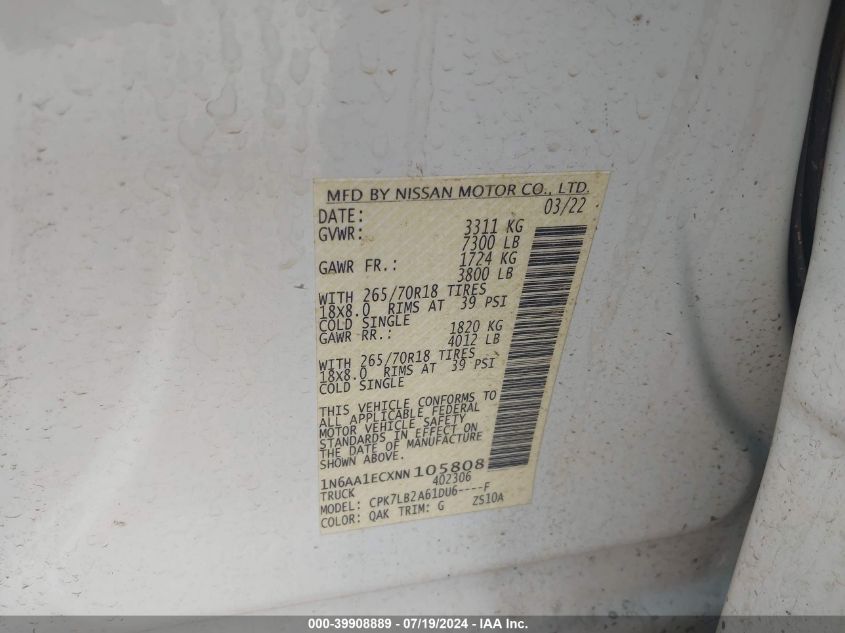 MFD BY NISSAN MOTOR CO., LTD.
DATE: 03/22
GVWR: 3311 KG
7300 LB
GAWR FR.: 1724 KG
3800 LB
WITH 265/70R18 TIRES
18X8.0 RIMS AT 39 PSI
COLD SINGLE
GAWR RR.: 1820 KG
4012 LB
WITH 265/70R18 TIRES
18X8.0 RIMS AT 39 PSI
COLD SINGLE
THIS VEHICLE CONFORMS TO
ALL APPLICABLE FEDERAL
MOTOR VEHICLE SAFETY
STANDARDS IN EFFECT ON
THE DATE OF MANUFACTURE
SHOWN ABOVE.
1N6AA1ECXNN105808
TRUCK 402306
MODEL: CPK7LB2A61DU6----F
COLOR: QAK TRIM: G ZS10A
000-39908889 - 07/19/2024 - IAA Inc.